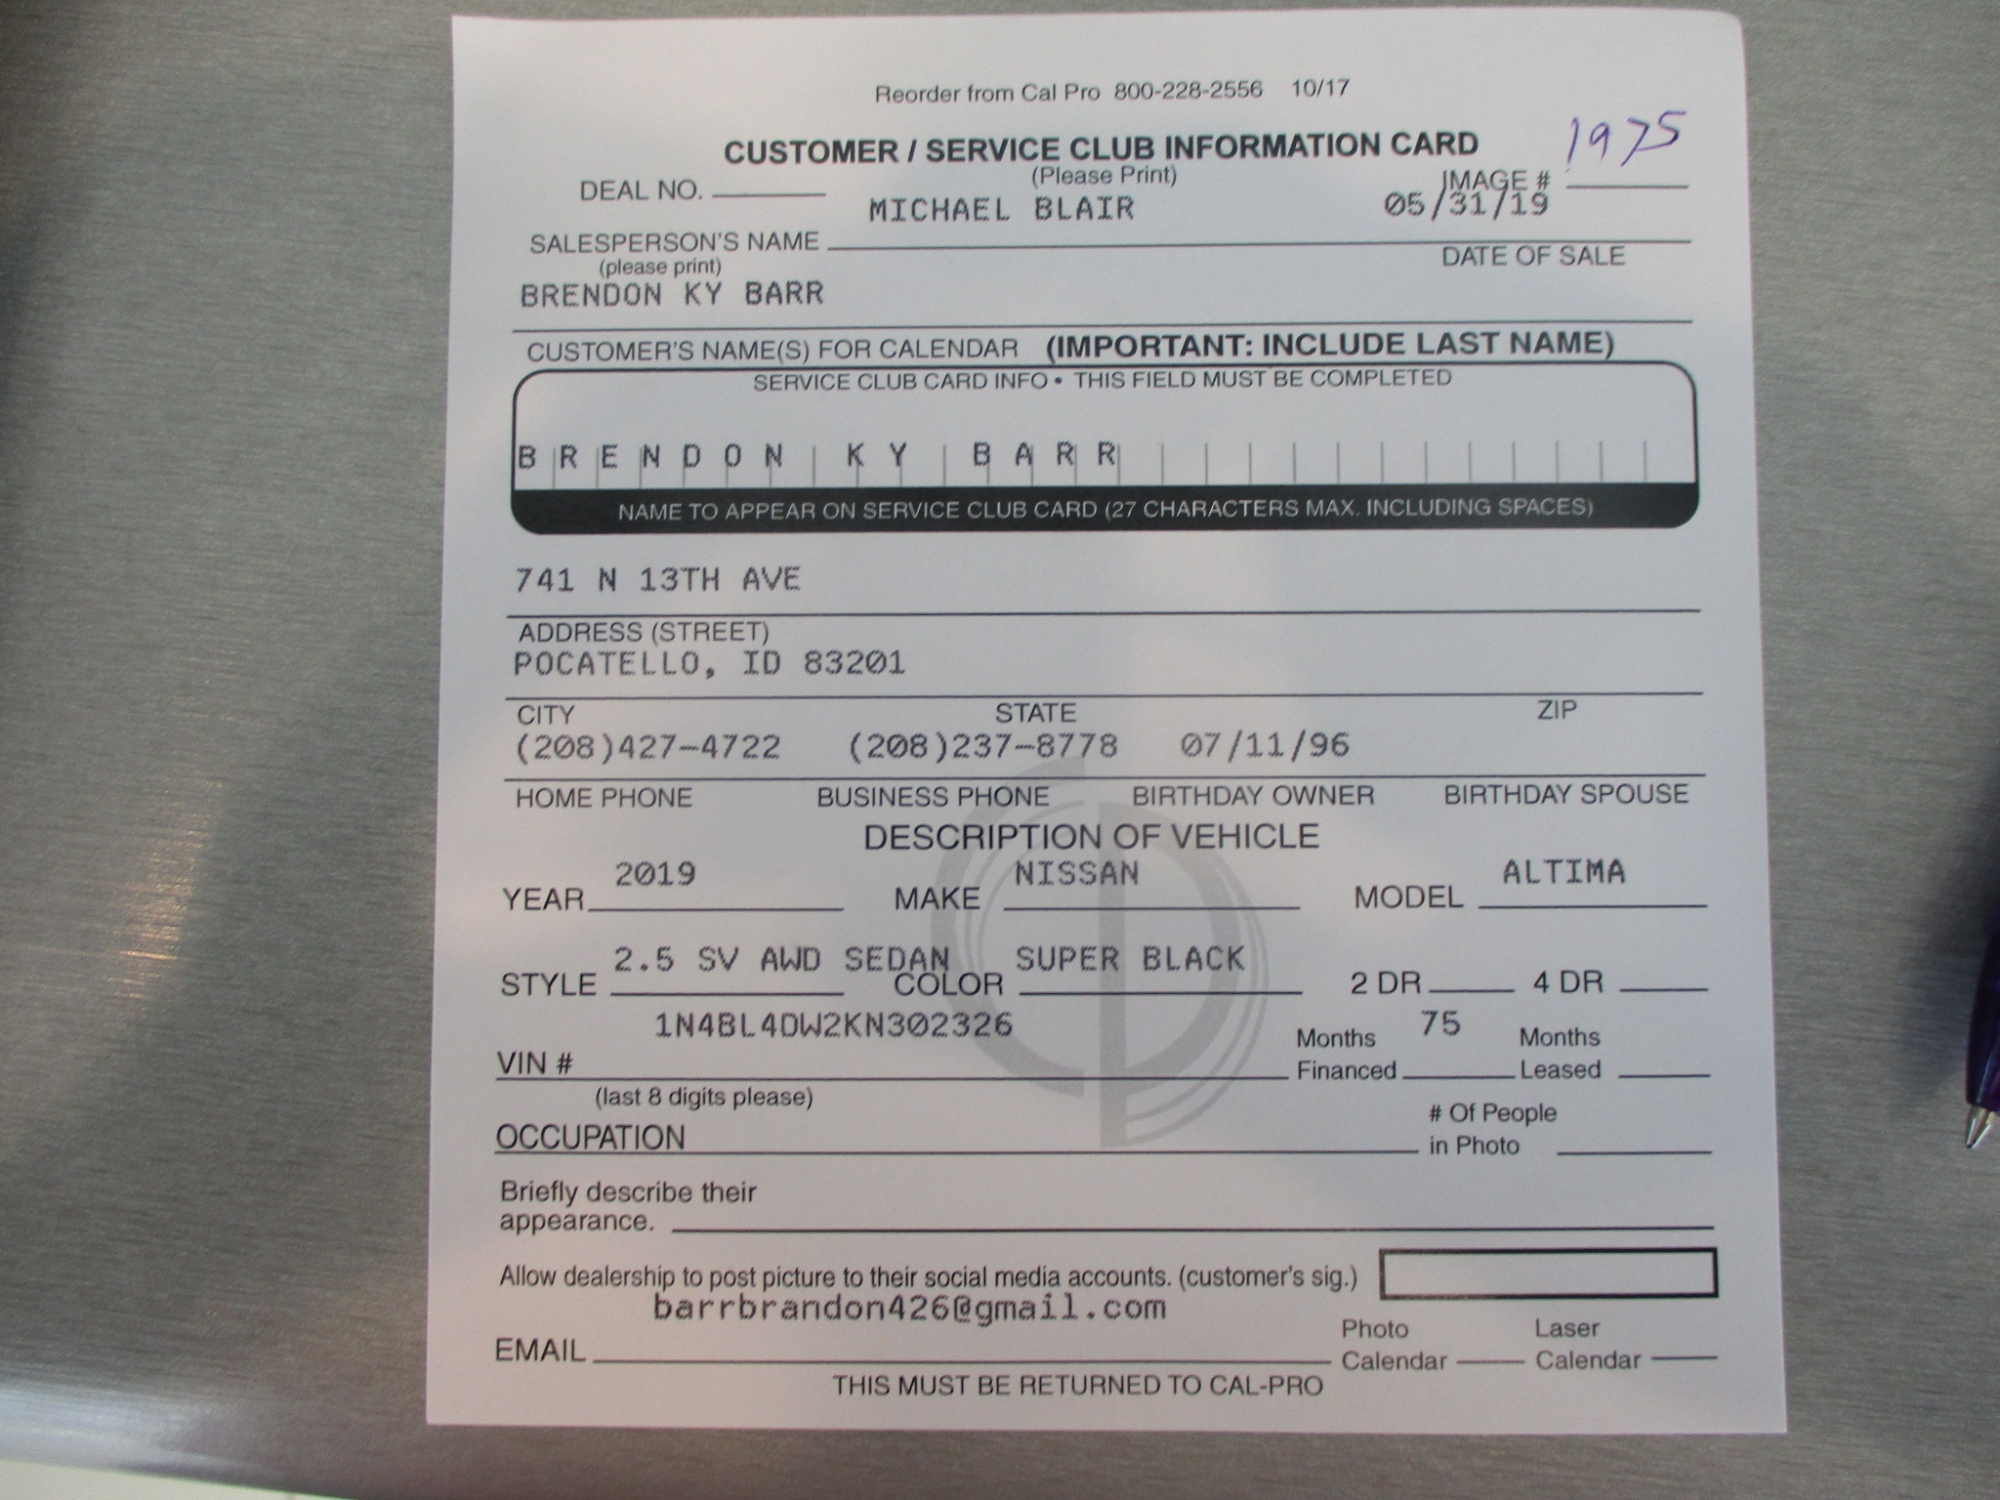 Reorder from Cal Pro 800-228-2556 10/17
CUSTOMER / SERVICE CLUB INFORMATION CARD 1975
(Please Print)
DEAL NO. IMAGE #
MICHAEL BLAIR 05/31/19
SALESPERSON'S NAME DATE OF SALE
(please print)
BRENDON KY BARR
CUSTOMER'S NAME(S) FOR CALENDAR (IMPORTANT: INCLUDE LAST NAME)
SERVICE CLUB CARD INFO • THIS FIELD MUST BE COMPLETED
BRENDON KY BARR
NAME TO APPEAR ON SERVICE CLUB CARD (27 CHARACTERS MAX. INCLUDING SPACES)
741 N 13TH AVE
ADDRESS (STREET)
POCATELLO, ID 83201
CITY STATE ZIP
(208)427-4722 (208)237-8778 07/11/96
HOME PHONE BUSINESS PHONE BIRTHDAY OWNER BIRTHDAY SPOUSE
DESCRIPTION OF VEHICLE
YEAR 2019 MAKE NISSAN MODEL ALTIMA
STYLE 2.5 SV AWD SEDAN COLOR SUPER BLACK 2 DR 4 DR
VIN # 1N4BL4DW2KN302326 Months Financed 75 Months Leased
(last 8 digits please)
OCCUPATION # Of People in Photo
Briefly describe their
appearance.
Allow dealership to post picture to their social media accounts. (customer's sig.)
barrbrandon426@gmail.com
EMAIL Photo Calendar Laser Calendar
THIS MUST BE RETURNED TO CAL-PRO